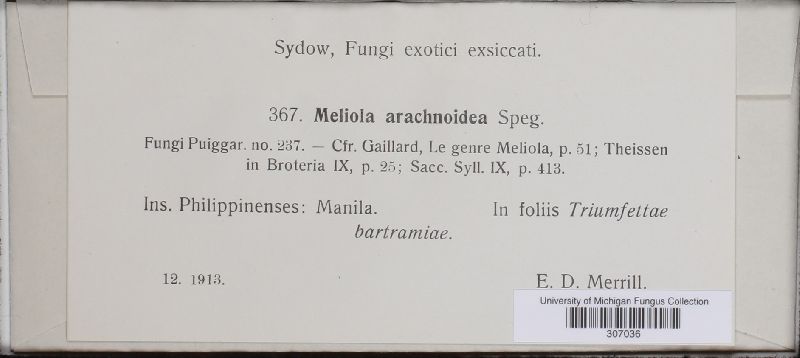 Sydow, Fungi exotici exsiccati.
367. Meliola arachnoidea Speg.
Fungi Puiggar. no. 237. — Cfr. Gaillard, Le genre Meliola, p. 51; Theissen
in Broteria IX, p. 25; Sacc. Syll. IX, p. 413.
Ins. Philippinenses: Manila. In foliis Triumfettae
bartramiae.
12. 1913. E. D. Merrill.
University of Michigan Fungus Collection
307036